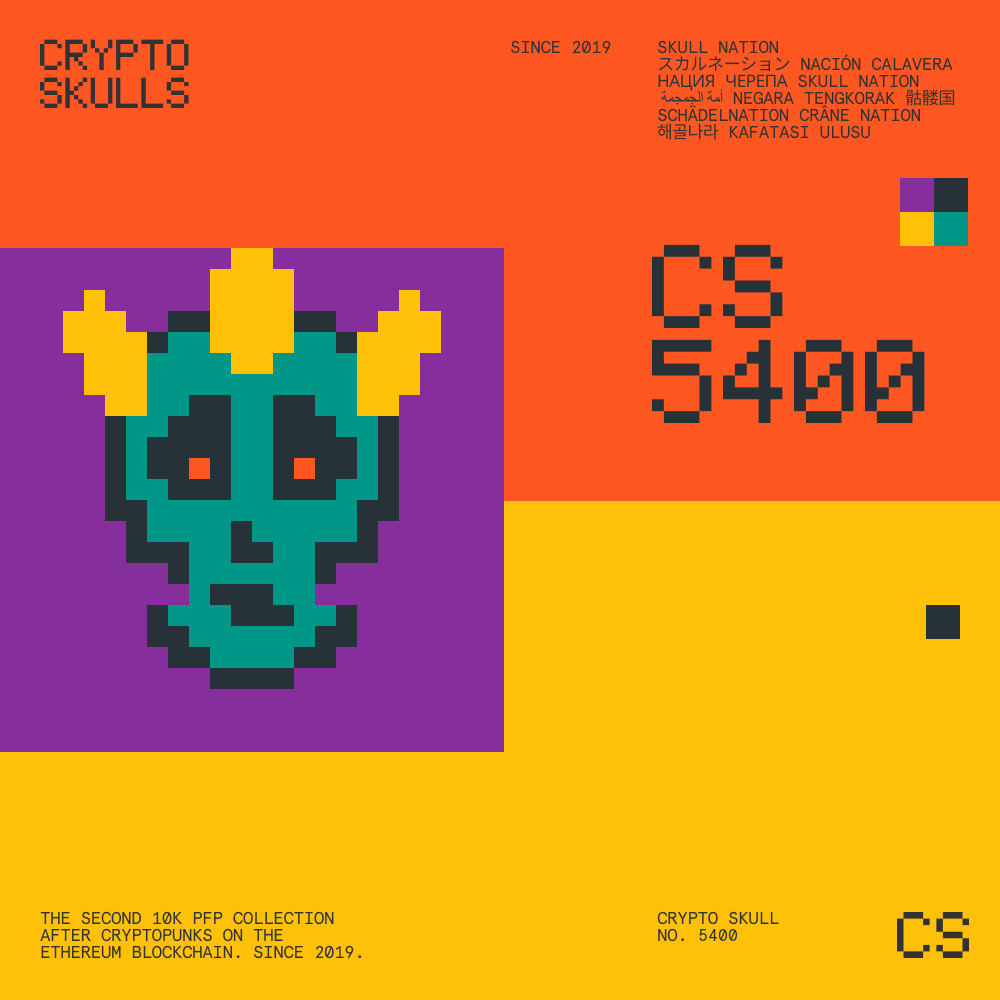 CRYPTO
SKULLS
SINCE 2019
SKULL NATION
スカルネーション NACIÓN CALAVERA
НАЦИЯ ЧЕРЕПА SKULL NATION
أمة الجمجمة NEGARA TENGKORAK 骷髅国
SCHÄDELNATION CRÂNE NATION
해골나라 KAFATASI ULUSU
CS
5400
THE SECOND 10K PFP COLLECTION
AFTER CRYPTOPUNKS ON THE
ETHEREUM BLOCKCHAIN. SINCE 2019.
CRYPTO SKULL
NO. 5400
CS